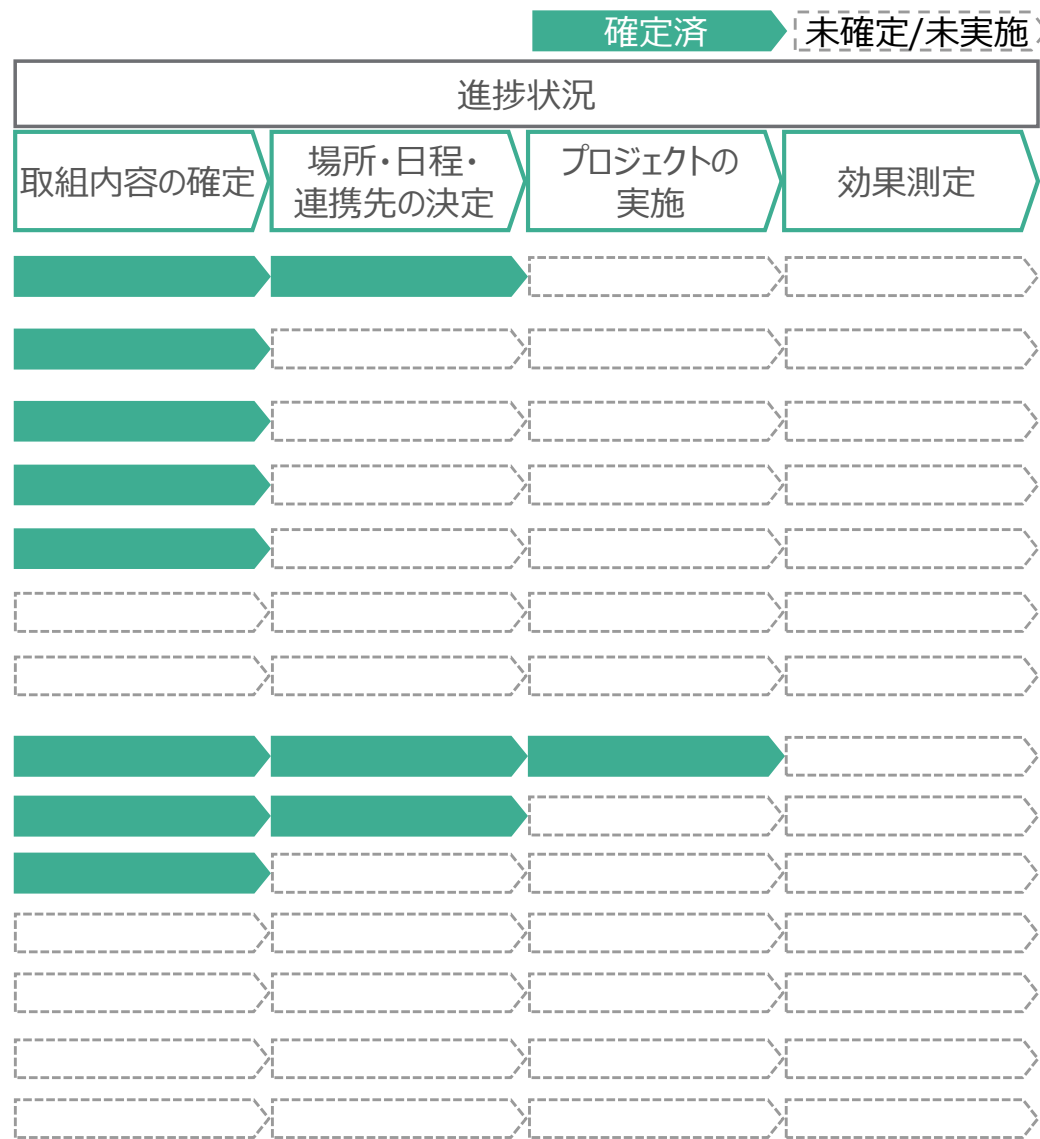 確定済
未確定/未実施
進捗状況
取組内容の確定
場所・日程・
連携先の決定
プロジェクトの
実施
効果測定